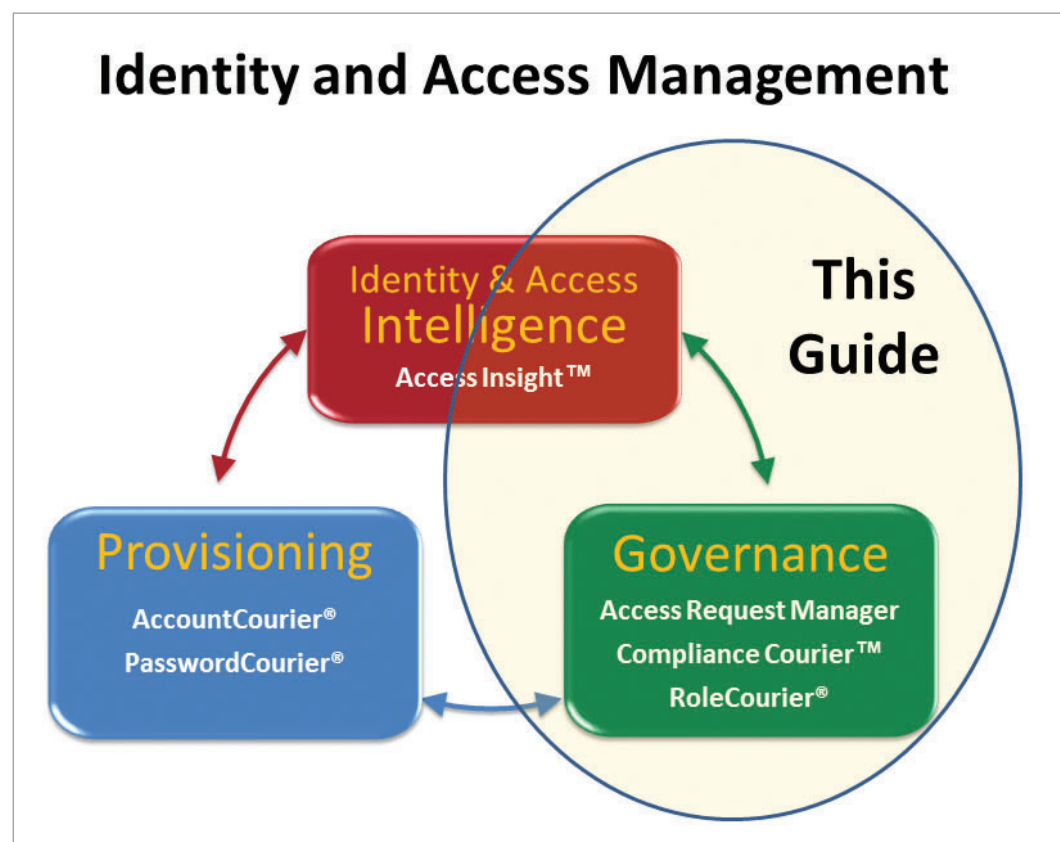 Identity and Access Management
This
Guide
Identity & Access
Intelligence
Access Insight™
Provisioning
AccountCourier®
PasswordCourier®
Governance
Access Request Manager
Compliance Courier™
RoleCourier®